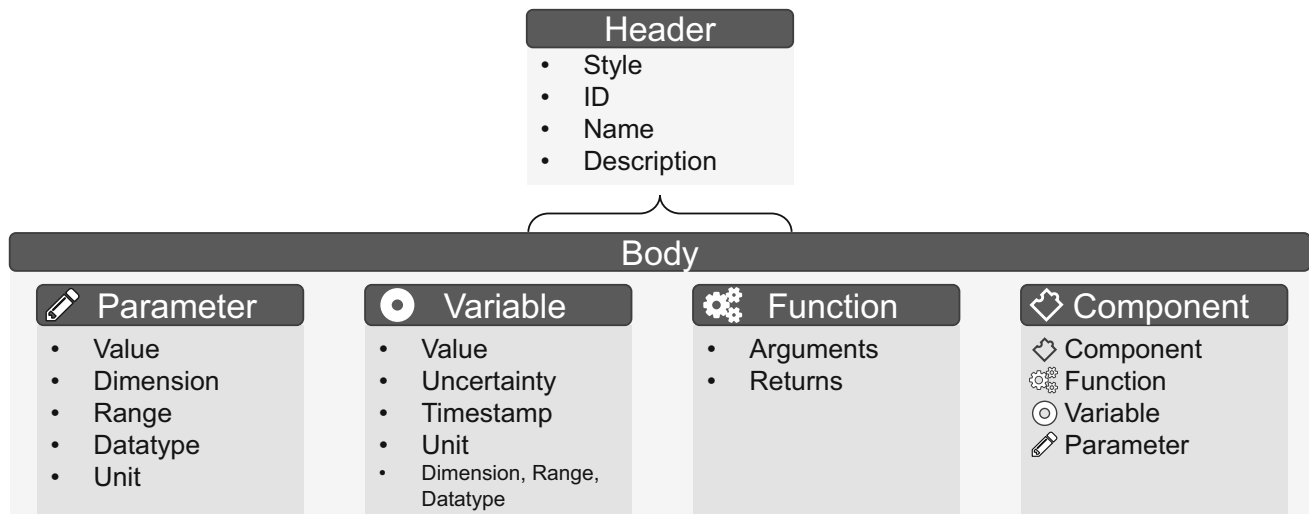 Header
• Style
• ID
• Name
• Description
Body
Parameter
• Value
• Dimension
• Range
• Datatype
• Unit
Variable
• Value
• Uncertainty
• Timestamp
• Unit
• Dimension, Range,
Datatype
Function
• Arguments
• Returns
Component
Component
Function
Variable
Parameter